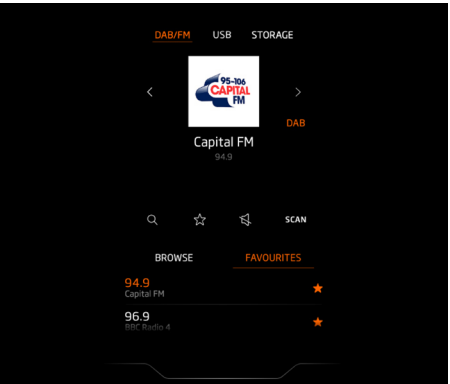 DAB/FM USB STORAGE
95-106
CAPITAL
FM
DAB
Capital FM
94.9
SCAN
BROWSE FAVOURITES
94.9
Capital FM
96.9
BBC Radio 4